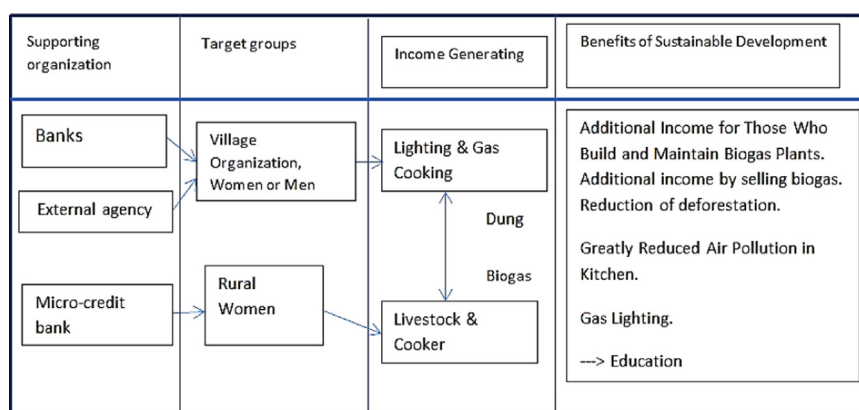 Supporting
organization
Target groups
Income Generating
Benefits of Sustainable Development
Banks
External agency
Micro-credit
bank
Village
Organization,
Women or Men
Rural
Women
Lighting & Gas
Cooking
Dung
Biogas
Livestock &
Cooker
Additional Income for Those Who
Build and Maintain Biogas Plants.
Additional income by selling biogas.
Reduction of deforestation.
Greatly Reduced Air Pollution in
Kitchen.
Gas Lighting.
---> Education